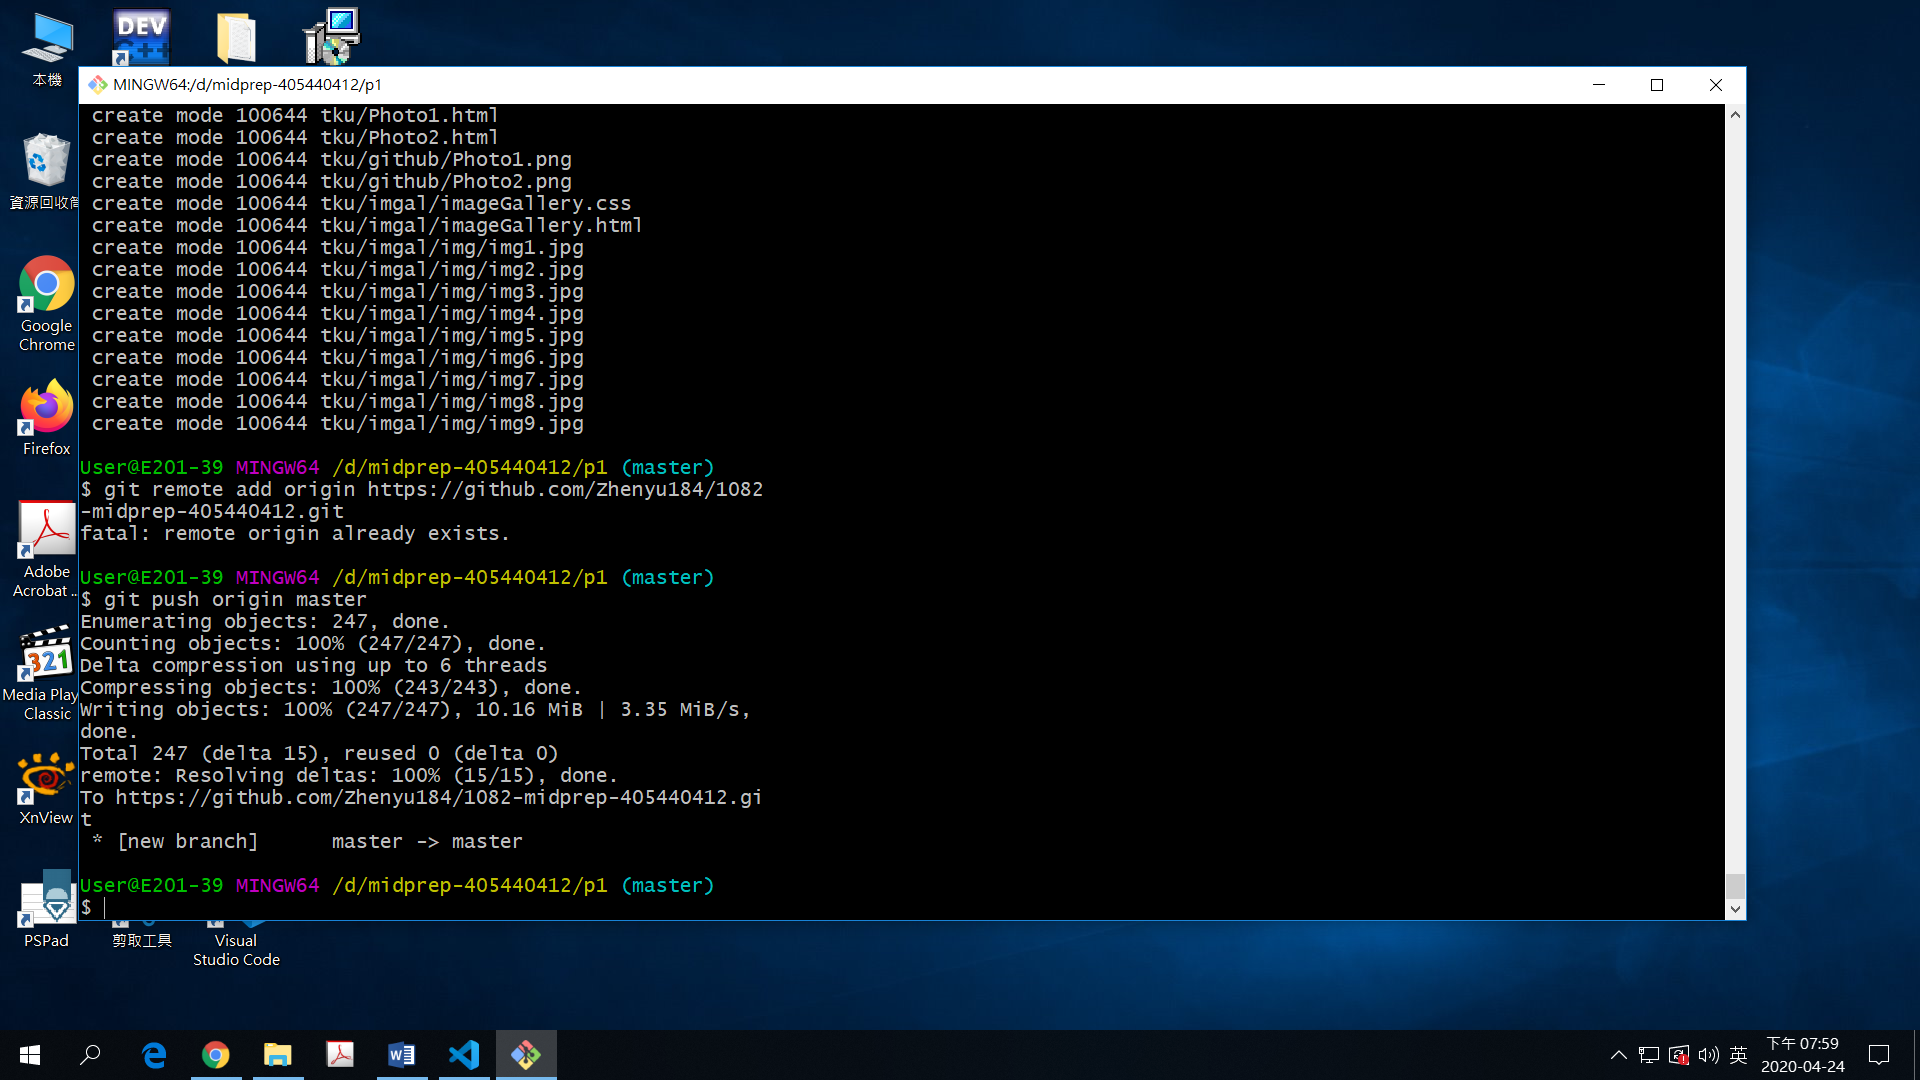 DEV
C++
本機
MINGW64:/d/midprep-405440412/p1
create mode 100644 tku/Photo1.html
create mode 100644 tku/Photo2.html
create mode 100644 tku/github/Photo1.png
create mode 100644 tku/github/Photo2.png
create mode 100644 tku/imgal/imageGallery.css
create mode 100644 tku/imgal/imageGallery.html
create mode 100644 tku/imgal/img/img1.jpg
create mode 100644 tku/imgal/img/img2.jpg
create mode 100644 tku/imgal/img/img3.jpg
create mode 100644 tku/imgal/img/img4.jpg
create mode 100644 tku/imgal/img/img5.jpg
create mode 100644 tku/imgal/img/img6.jpg
create mode 100644 tku/imgal/img/img7.jpg
create mode 100644 tku/imgal/img/img8.jpg
create mode 100644 tku/imgal/img/img9.jpg
User@E201-39 MINGW64 /d/midprep-405440412/p1 (master)
$ git remote add origin https://github.com/Zhenyu184/1082
-midprep-405440412.git
fatal: remote origin already exists.
User@E201-39 MINGW64 /d/midprep-405440412/p1 (master)
$ git push origin master
Enumerating objects: 247, done.
Counting objects: 100% (247/247), done.
Delta compression using up to 6 threads
Compressing objects: 100% (243/243), done.
Writing objects: 100% (247/247), 10.16 MiB | 3.35 MiB/s,
done.
Total 247 (delta 15), reused 0 (delta 0)
remote: Resolving deltas: 100% (15/15), done.
To https://github.com/Zhenyu184/1082-midprep-405440412.gi
t
* [new branch]      master -> master
User@E201-39 MINGW64 /d/midprep-405440412/p1 (master)
$
資源回收
Google
Chrome
Firefox
Adobe
Acrobat ..
321
Media Play
Classic
XnView
PSPad
剪取工具
Visual
Studio Code
英
下午 07:59
2020-04-24